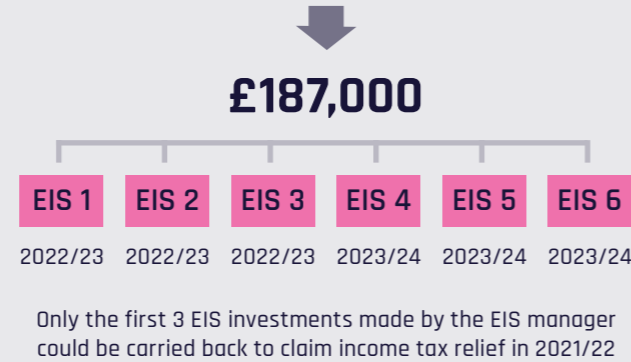 £187,000
EIS 1 EIS 2 EIS 3 EIS 4 EIS 5 EIS 6
2022/23 2022/23 2022/23 2023/24 2023/24 2023/24
Only the first 3 EIS investments made by the EIS manager
could be carried back to claim income tax relief in 2021/22